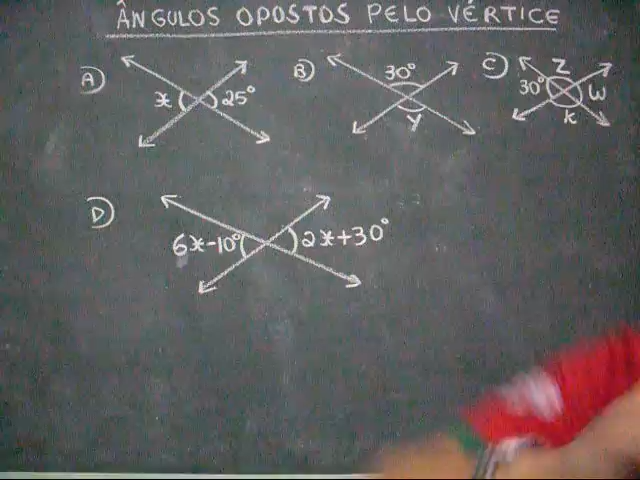 ÂNGULOS OPOSTOS PELO VÉRTICE
A) x 25°
B) 30° y
C) 30° Z W K
D) 6x-10° 2x+30°